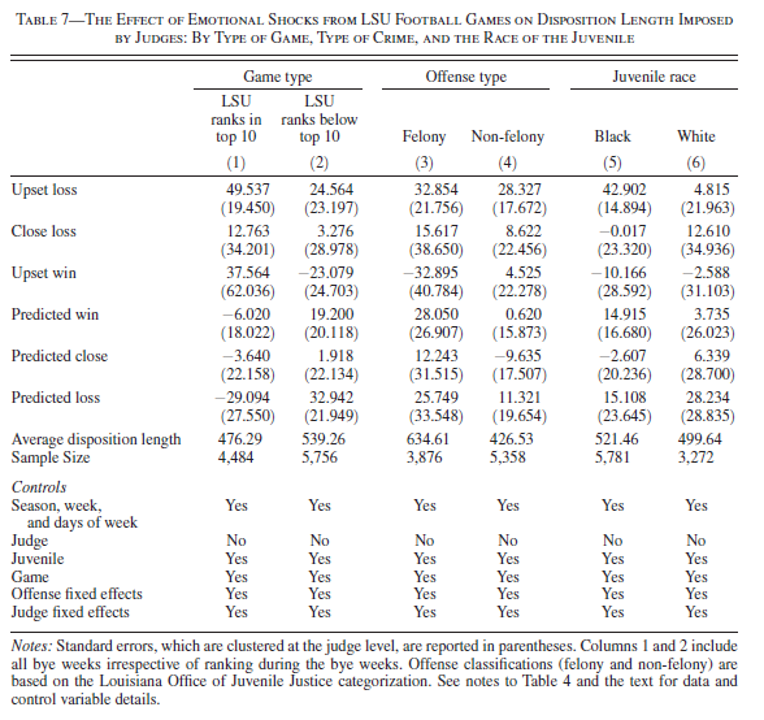 TABLE 7—THE EFFECT OF EMOTIONAL SHOCKS FROM LSU FOOTBALL GAMES ON DISPOSITION LENGTH IMPOSED
BY JUDGES: BY TYPE OF GAME, TYPE OF CRIME, AND THE RACE OF THE JUVENILE
Game type Offense type Juvenile race
LSU LSU
ranks in ranks below
top 10 top 10 Felony Non-felony Black White
(1) (2) (3) (4) (5) (6)
Upset loss 49.537 24.564 32.854 28.327 42.902 4.815
(19.450) (23.197) (21.756) (17.672) (14.894) (21.963)
Close loss 12.763 3.276 15.617 8.622 −0.017 12.610
(34.201) (28.978) (38.650) (22.456) (23.320) (34.936)
Upset win 37.564 −23.079 −32.895 4.525 −10.166 −2.588
(62.036) (24.703) (40.784) (22.278) (28.592) (31.103)
Predicted win −6.020 19.200 28.050 0.620 14.915 3.735
(18.022) (20.118) (26.907) (15.873) (16.680) (26.023)
Predicted close −3.640 1.918 12.243 −9.635 −2.607 6.339
(22.158) (22.134) (31.515) (17.507) (20.236) (28.700)
Predicted loss −29.094 32.942 25.749 11.321 15.108 28.234
(27.550) (21.949) (33.548) (19.654) (23.645) (28.835)
Average disposition length 476.29 539.26 634.61 426.53 521.46 499.64
Sample Size 4,484 5,756 3,876 5,358 5,781 3,272
Controls
Season, week, Yes Yes Yes Yes Yes Yes
and days of week
Judge No No No No No No
Juvenile Yes Yes Yes Yes Yes Yes
Game Yes Yes Yes Yes Yes Yes
Offense fixed effects Yes Yes Yes Yes Yes Yes
Judge fixed effects Yes Yes Yes Yes Yes Yes
Notes: Standard errors, which are clustered at the judge level, are reported in parentheses. Columns 1 and 2 include
all bye weeks irrespective of ranking during the bye weeks. Offense classifications (felony and non-felony) are
based on the Louisiana Office of Juvenile Justice categorization. See notes to Table 4 and the text for data and
control variable details.